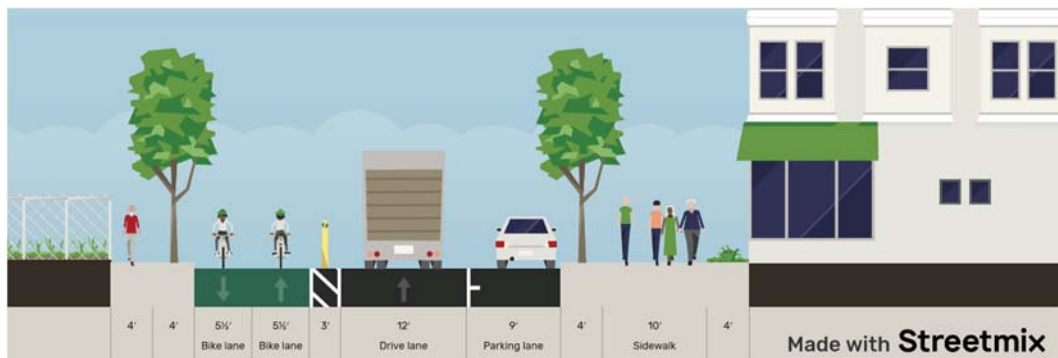 4' 4' 5½' 5½' 3' 12' 9' 4' 10' 4'
Bike lane Bike lane Drive lane Parking lane Sidewalk
Made with Streetmix